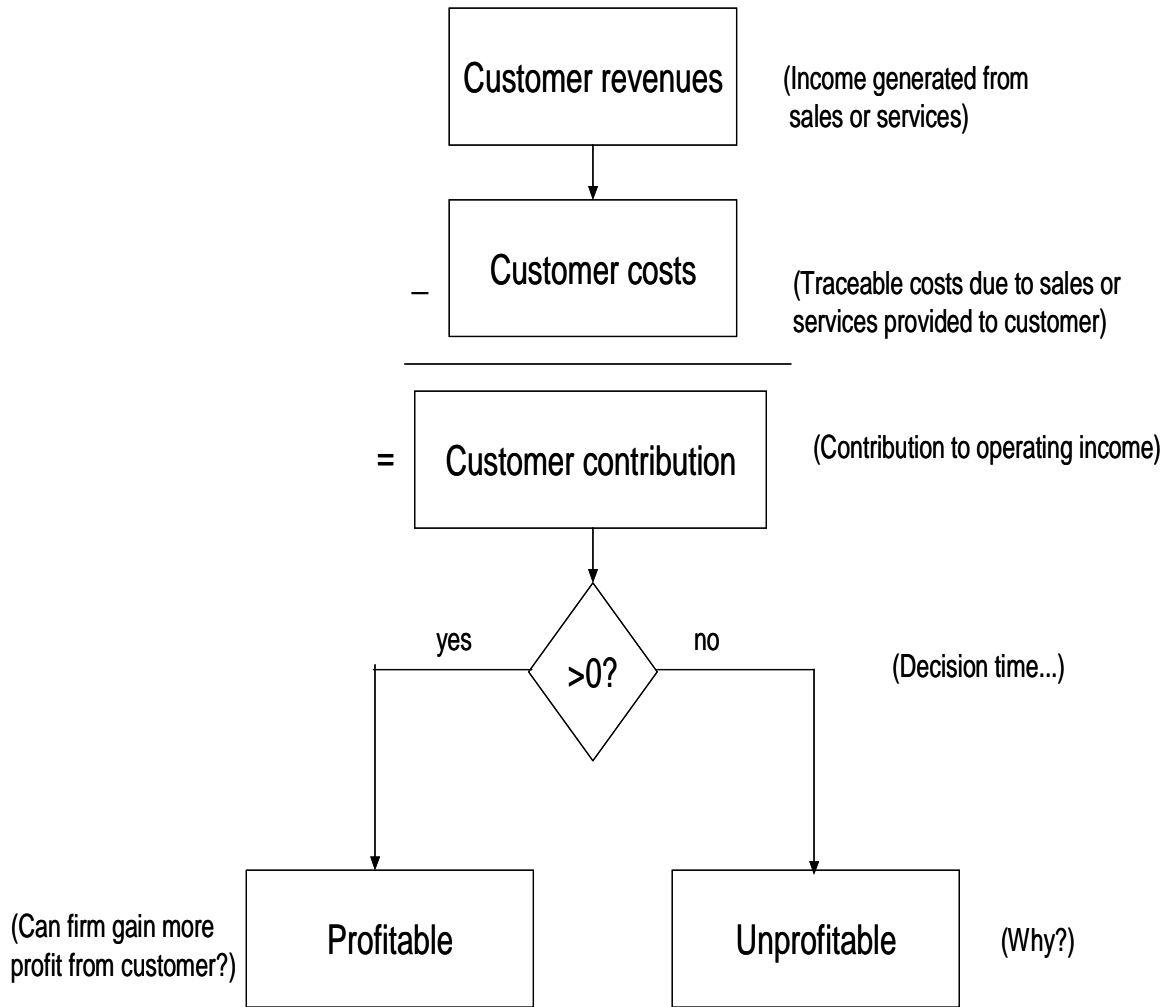 Customer revenues
(Income generated from
sales or services)
Customer costs
–
(Traceable costs due to sales or
services provided to customer)
=
Customer contribution
(Contribution to operating income)
yes
no
>0?
(Decision time...)
(Can firm gain more
profit from customer?)
Profitable
Unprofitable
(Why?)